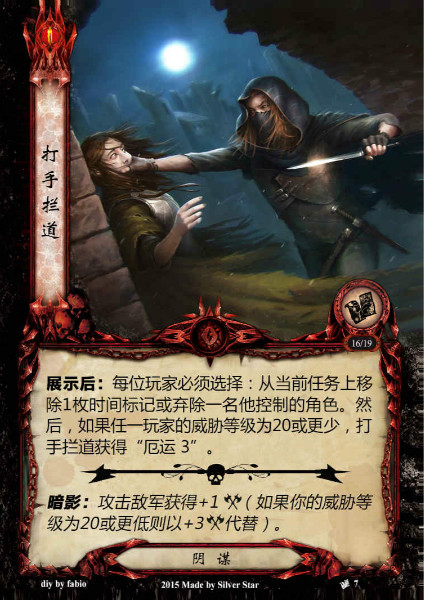 打手拦道
16/19
展示后：每位玩家必须选择：从当前任务上移
除1枚时间标记或弃除一名他控制的角色。然
后，如果任一玩家的威胁等级为20或更少，打
手拦道获得“厄运 3”。
暗影：攻击敌军获得+1（如果你的威胁等
级为20或更低则以+3代替）。
阴谋
diy by fabio
2015 Made by Silver Star
7